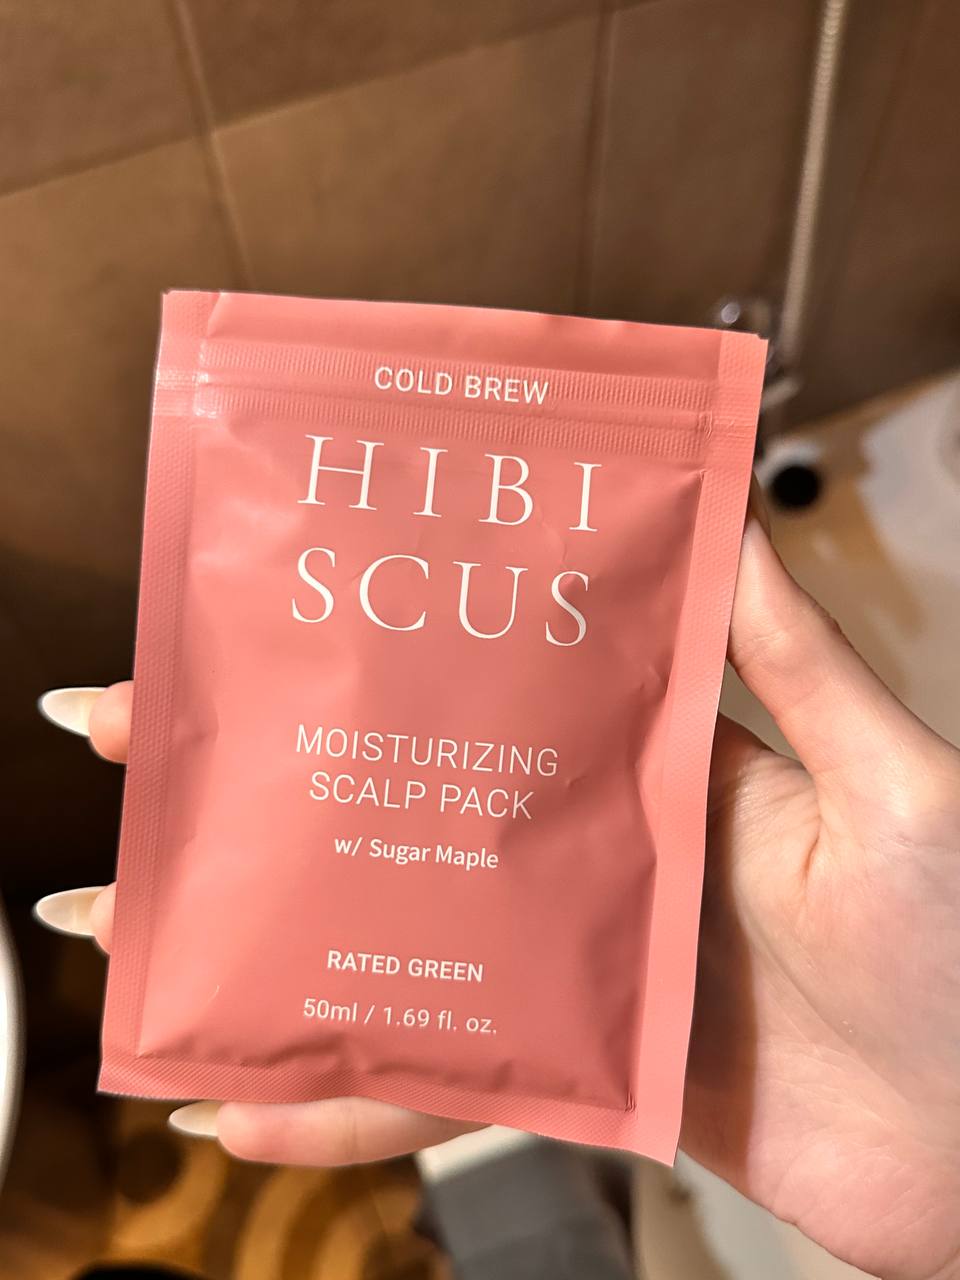 COLD BREW
HIBI
SCUS
MOISTURIZING
SCALP PACK
w/ Sugar Maple
RATED GREEN
50ml / 1.69 fl. oz.